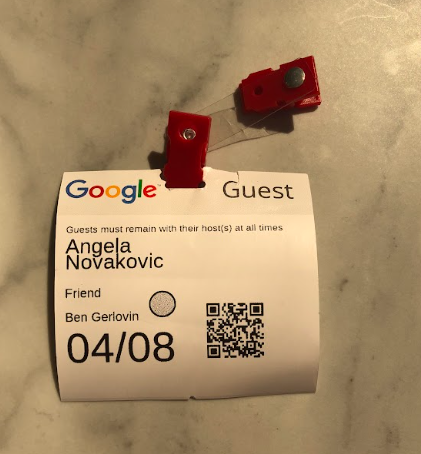 Google Guest
Guests must remain with their host(s) at all times
Angela
Novakovic
Friend
Ben Gerlovin
04/08